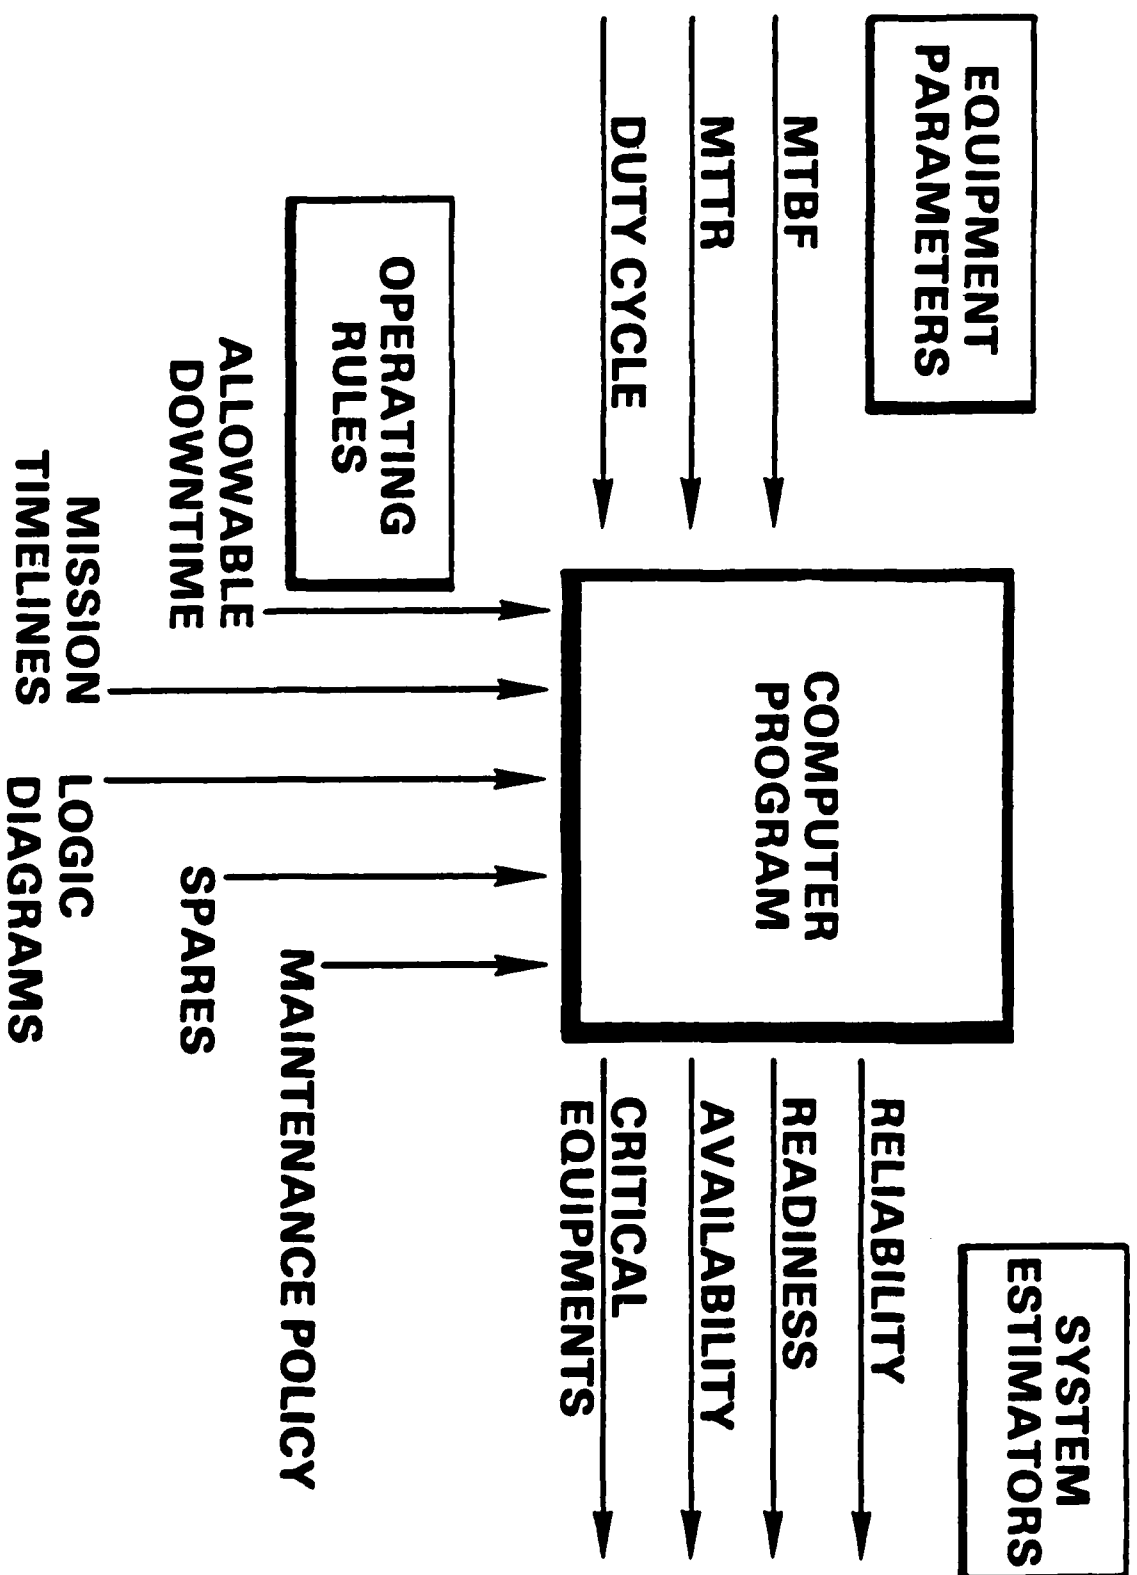 EQUIPMENT
PARAMETERS
MTBF
MTTR
DUTY CYCLE
OPERATING
RULES
ALLOWABLE
DOWNTIME
MISSION
TIMELINES
LOGIC
DIAGRAMS
SPARES
MAINTENANCE POLICY
COMPUTER
PROGRAM
SYSTEM
ESTIMATORS
RELIABILITY
READINESS
AVAILABILITY
CRITICAL
EQUIPMENTS